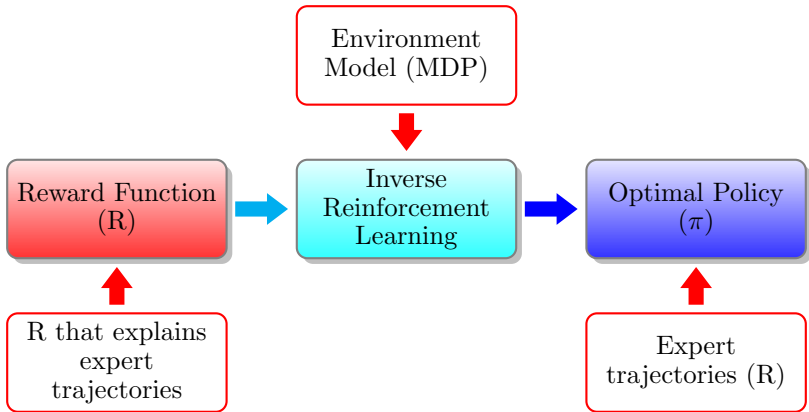 Environment
Model (MDP)
Reward Function
(R)
Inverse
Reinforcement
Learning
Optimal Policy
(π)
R that explains
expert
trajectories
Expert
trajectories (R)